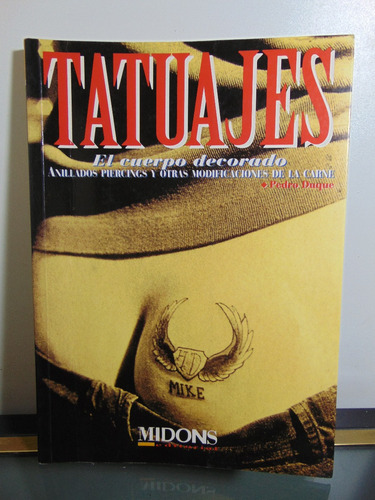 TATUAJES
El cuerpo decorado
ANILLADOS PIERCINGS Y OTRAS MODIFICACIONES DE LA CARNE
♦ Pedro Duque
MIKE
MIDONS